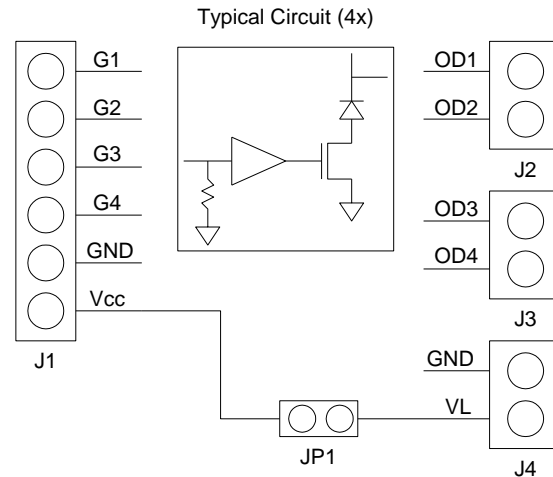 Typical Circuit (4x)
G1
G2
G3
G4
GND
Vcc
J1
OD1
OD2
J2
OD3
OD4
J3
GND
VL
J4
JP1